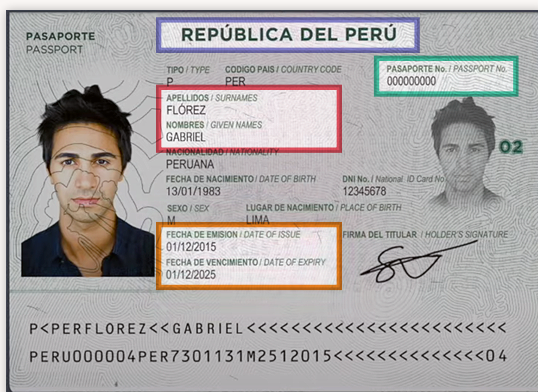 PASAPORTE
PASSPORT
REPÚBLICA DEL PERÚ
TIPO / TYPE CODIGO PAIS / COUNTRY CODE
P PER
PASAPORTE No. / PASSPORT No.
000000000
APELLIDOS / SURNAMES
FLÓREZ
NOMBRES / GIVEN NAMES
GABRIEL
NACIONALIDAD / NATIONALITY
PERUANA
FECHA DE NACIMIENTO / DATE OF BIRTH DNI No. / National ID Card No.
13/01/1983 12345678
SEXO / SEX LUGAR DE NACIMIENTO / PLACE OF BIRTH
M LIMA
FECHA DE EMISION / DATE OF ISSUE FIRMA DEL TITULAR / HOLDER'S SIGNATURE
01/12/2015
FECHA DE VENCIMIENTO / DATE OF EXPIRY
01/12/2025
02
P<PERFLOREZ<<GABRIEL<<<<<<<<<<<<<<<<<<<<<<<<
PERU000004PER7301131M2512015<<<<<<<<<<<<<<04